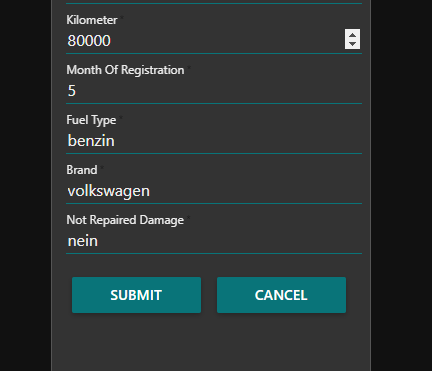 Kilometer *
80000
Month Of Registration *
5
Fuel Type *
benzin
Brand *
volkswagen
Not Repaired Damage *
nein
SUBMIT CANCEL